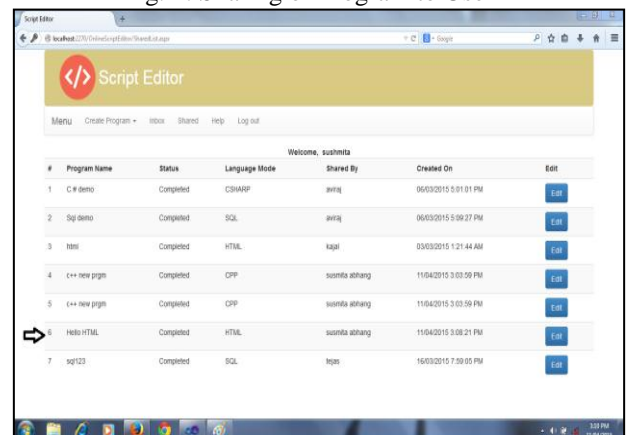 Script Editor
localhost:2270/OnlineScriptEditor/SharedList.aspx
Google
</> Script Editor
Menu Create Program Inbox Shared Help Log out
Welcome, sushmita
# Program Name Status Language Mode Shared By Created On Edit
1 C # demo Completed CSHARP aviraj 06/03/2015 5:01:01 PM Edit
2 Sql demo Completed SQL aviraj 06/03/2015 5:09:27 PM Edit
3 html Completed HTML kajal 03/03/2015 1:21:44 AM Edit
4 c++ new prgm Completed CPP susmita abhang 11/04/2015 3:03:59 PM Edit
5 c++ new prgm Completed CPP susmita abhang 11/04/2015 3:03:59 PM Edit
6 Hello HTML Completed HTML susmita abhang 11/04/2015 3:08:21 PM Edit
7 sql123 Completed SQL tejas 16/03/2015 7:59:05 PM Edit